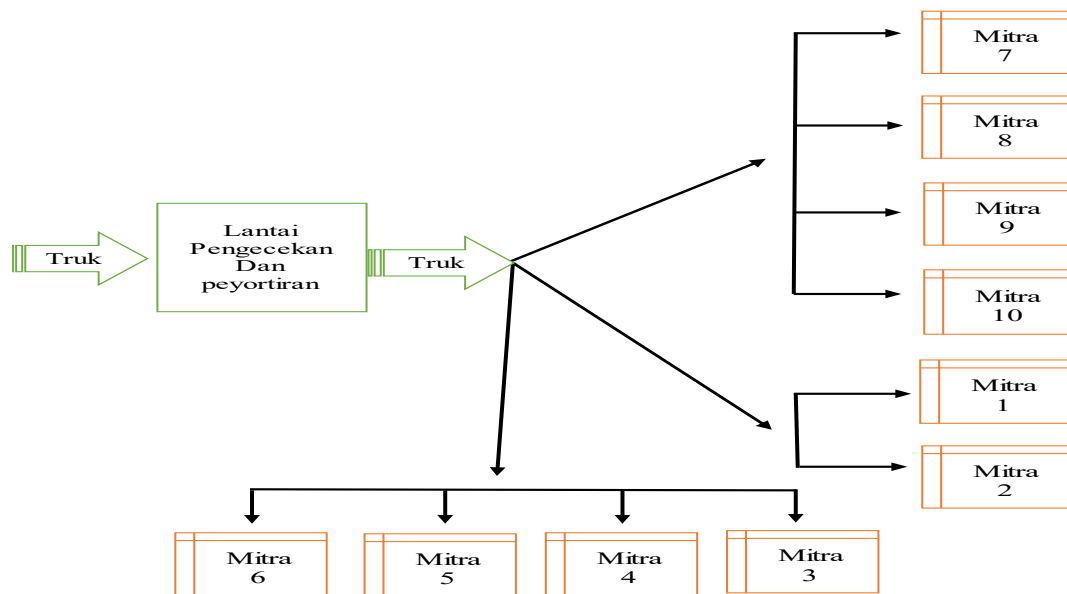 Mitra
7
Mitra
8
Mitra
9
Mitra
10
Truk
Lantai
Pengecekan
Dan
peyortiran
Truk
Mitra
1
Mitra
2
Mitra
6
Mitra
5
Mitra
4
Mitra
3